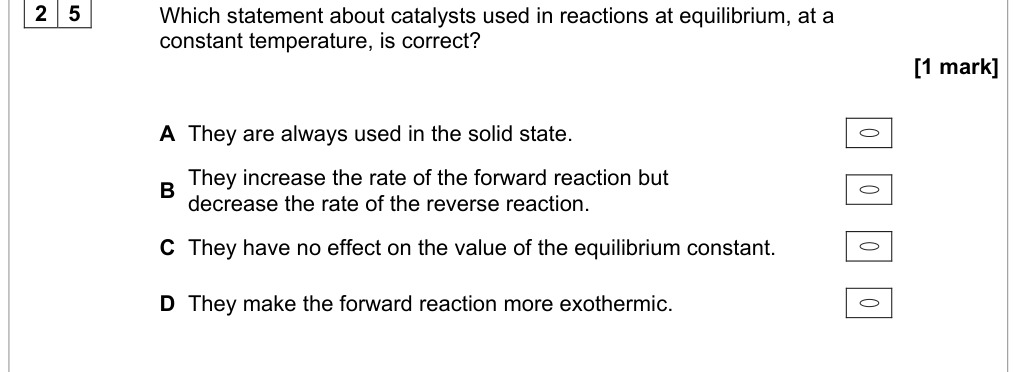 2 5 Which statement about catalysts used in reactions at equilibrium, at a
constant temperature, is correct?
[1 mark]
A They are always used in the solid state.
B They increase the rate of the forward reaction but
decrease the rate of the reverse reaction.
C They have no effect on the value of the equilibrium constant.
D They make the forward reaction more exothermic.